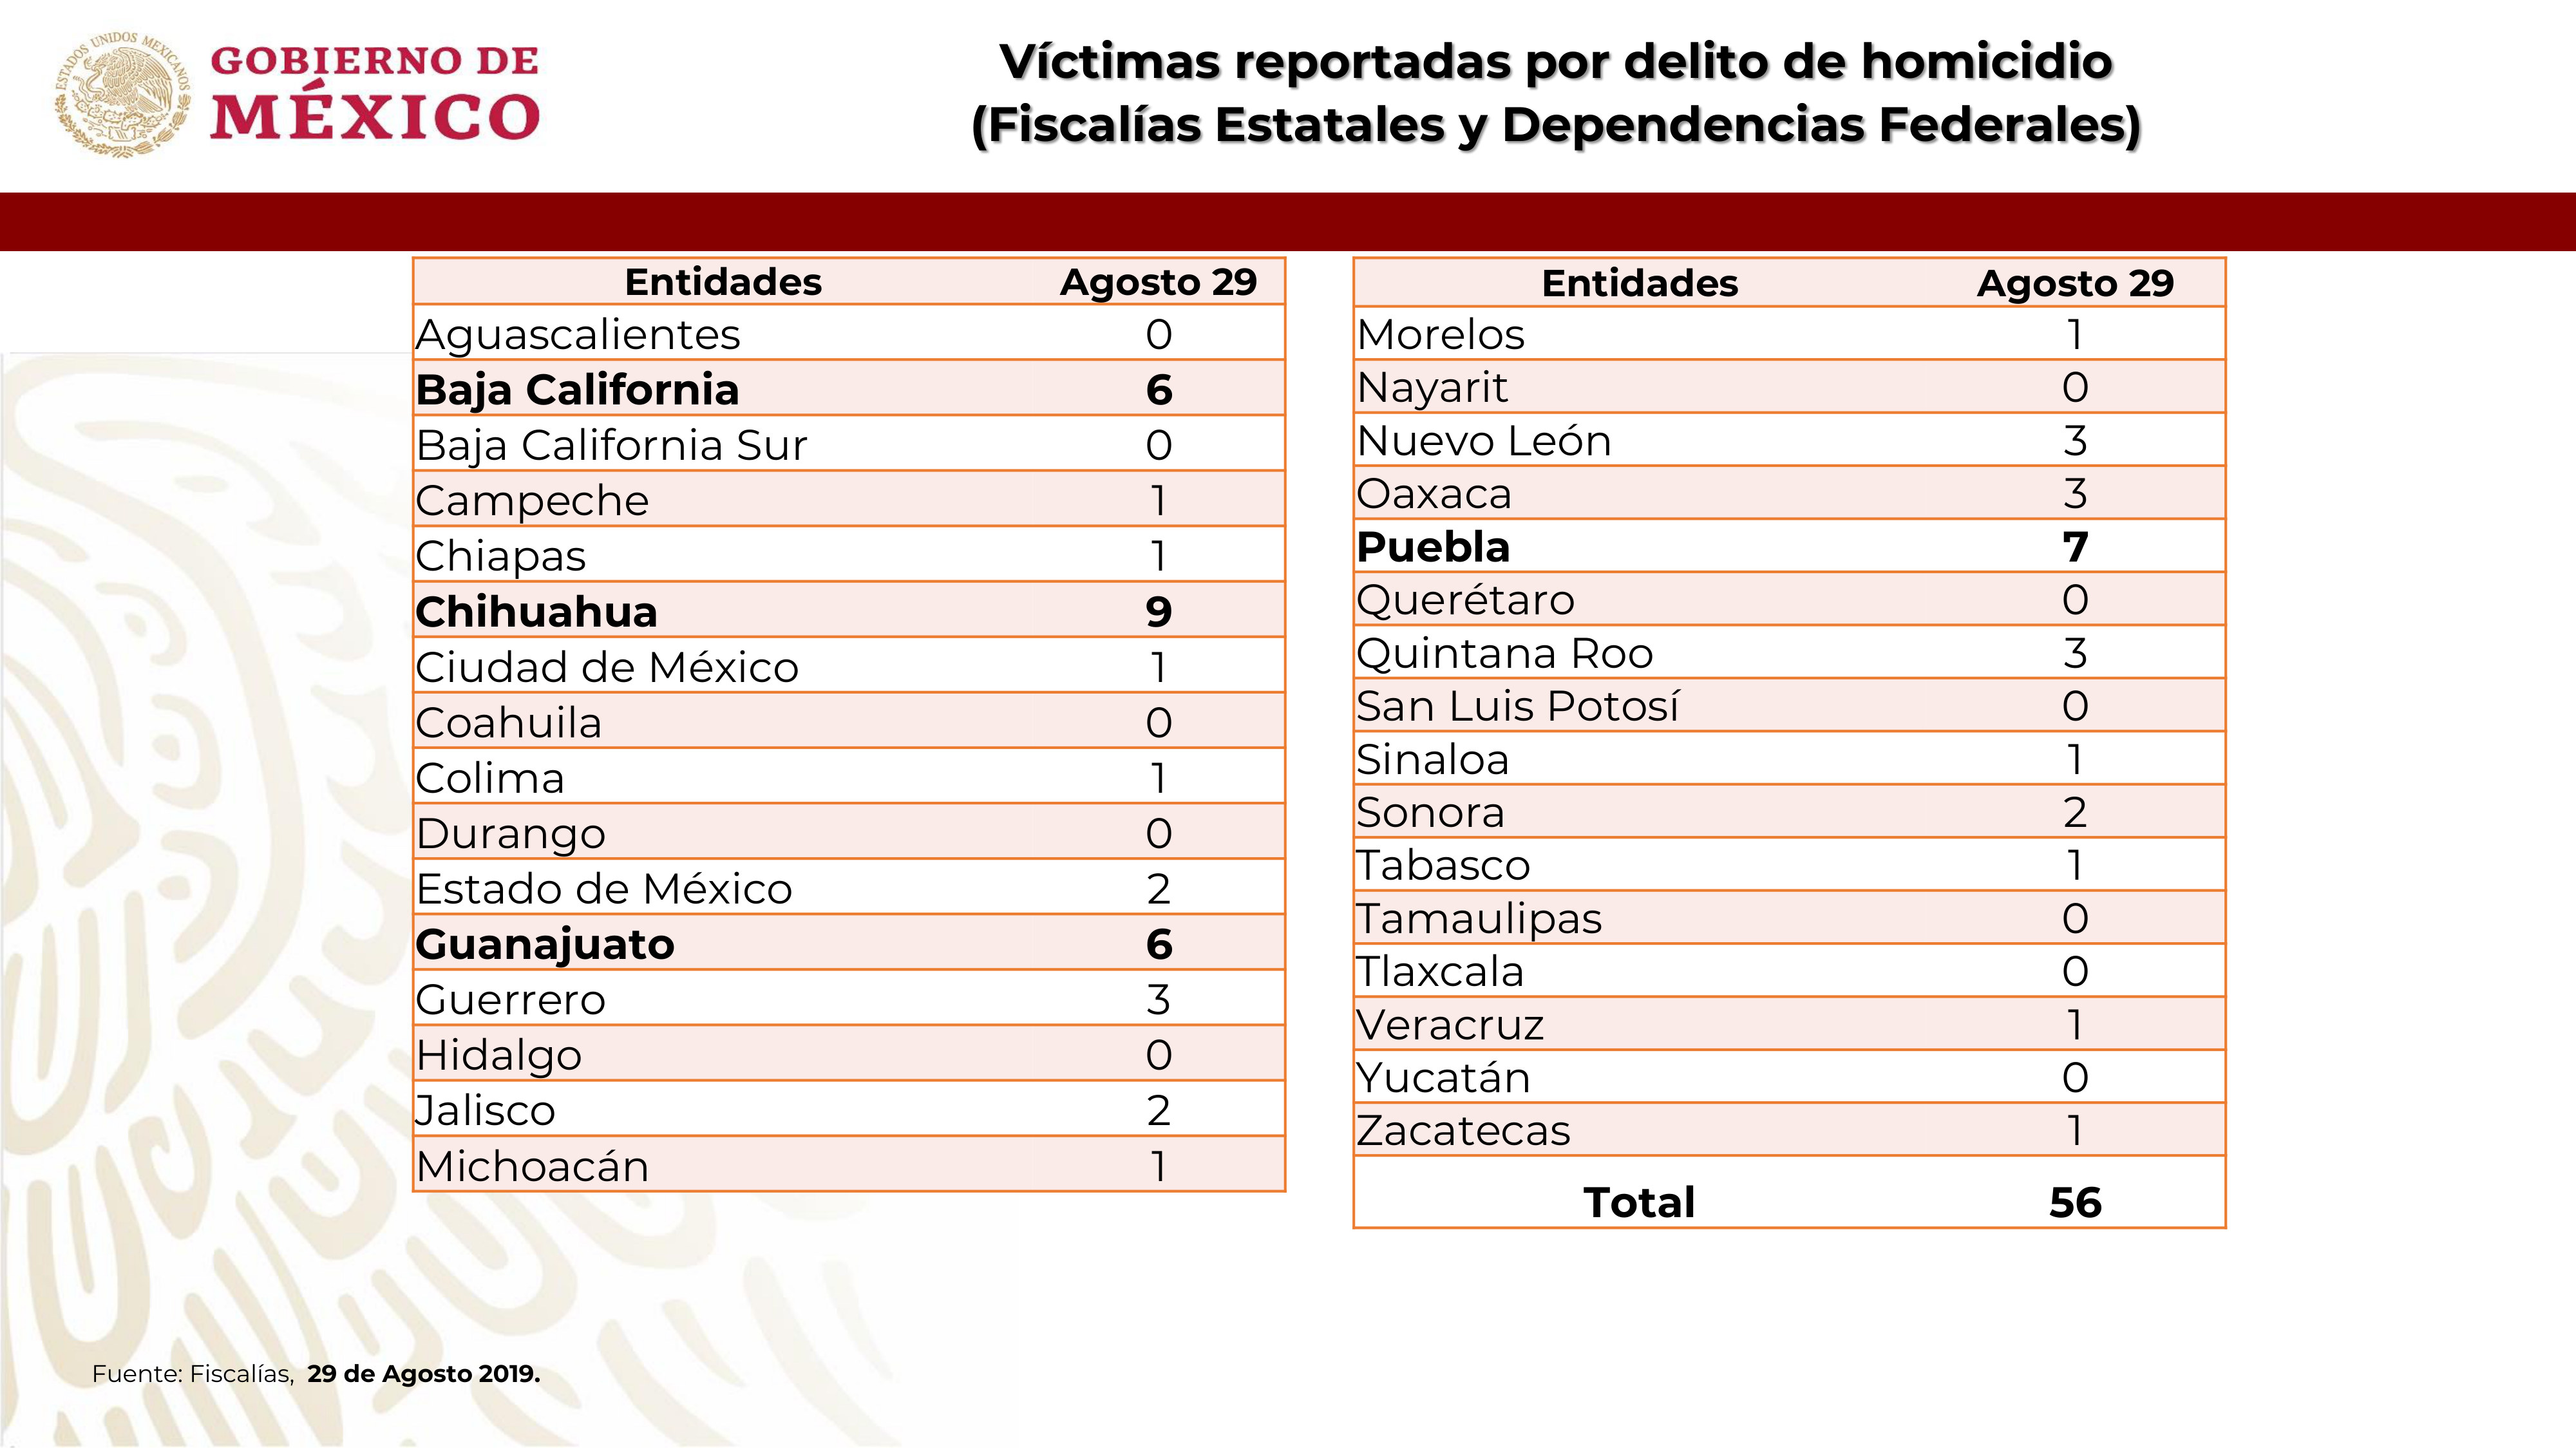 ESTADOS UNIDOS MEXICANOS
GOBIERNO DE
MÉXICO
Víctimas reportadas por delito de homicidio
(Fiscalías Estatales y Dependencias Federales)
Entidades Agosto 29
Aguascalientes 0
Baja California 6
Baja California Sur 0
Campeche 1
Chiapas 1
Chihuahua 9
Ciudad de México 1
Coahuila 0
Colima 1
Durango 0
Estado de México 2
Guanajuato 6
Guerrero 3
Hidalgo 0
Jalisco 2
Michoacán 1
Entidades Agosto 29
Morelos 1
Nayarit 0
Nuevo León 3
Oaxaca 3
Puebla 7
Querétaro 0
Quintana Roo 3
San Luis Potosí 0
Sinaloa 1
Sonora 2
Tabasco 1
Tamaulipas 0
Tlaxcala 0
Veracruz 1
Yucatán 0
Zacatecas 1
Total 56
Fuente: Fiscalías, 29 de Agosto 2019.